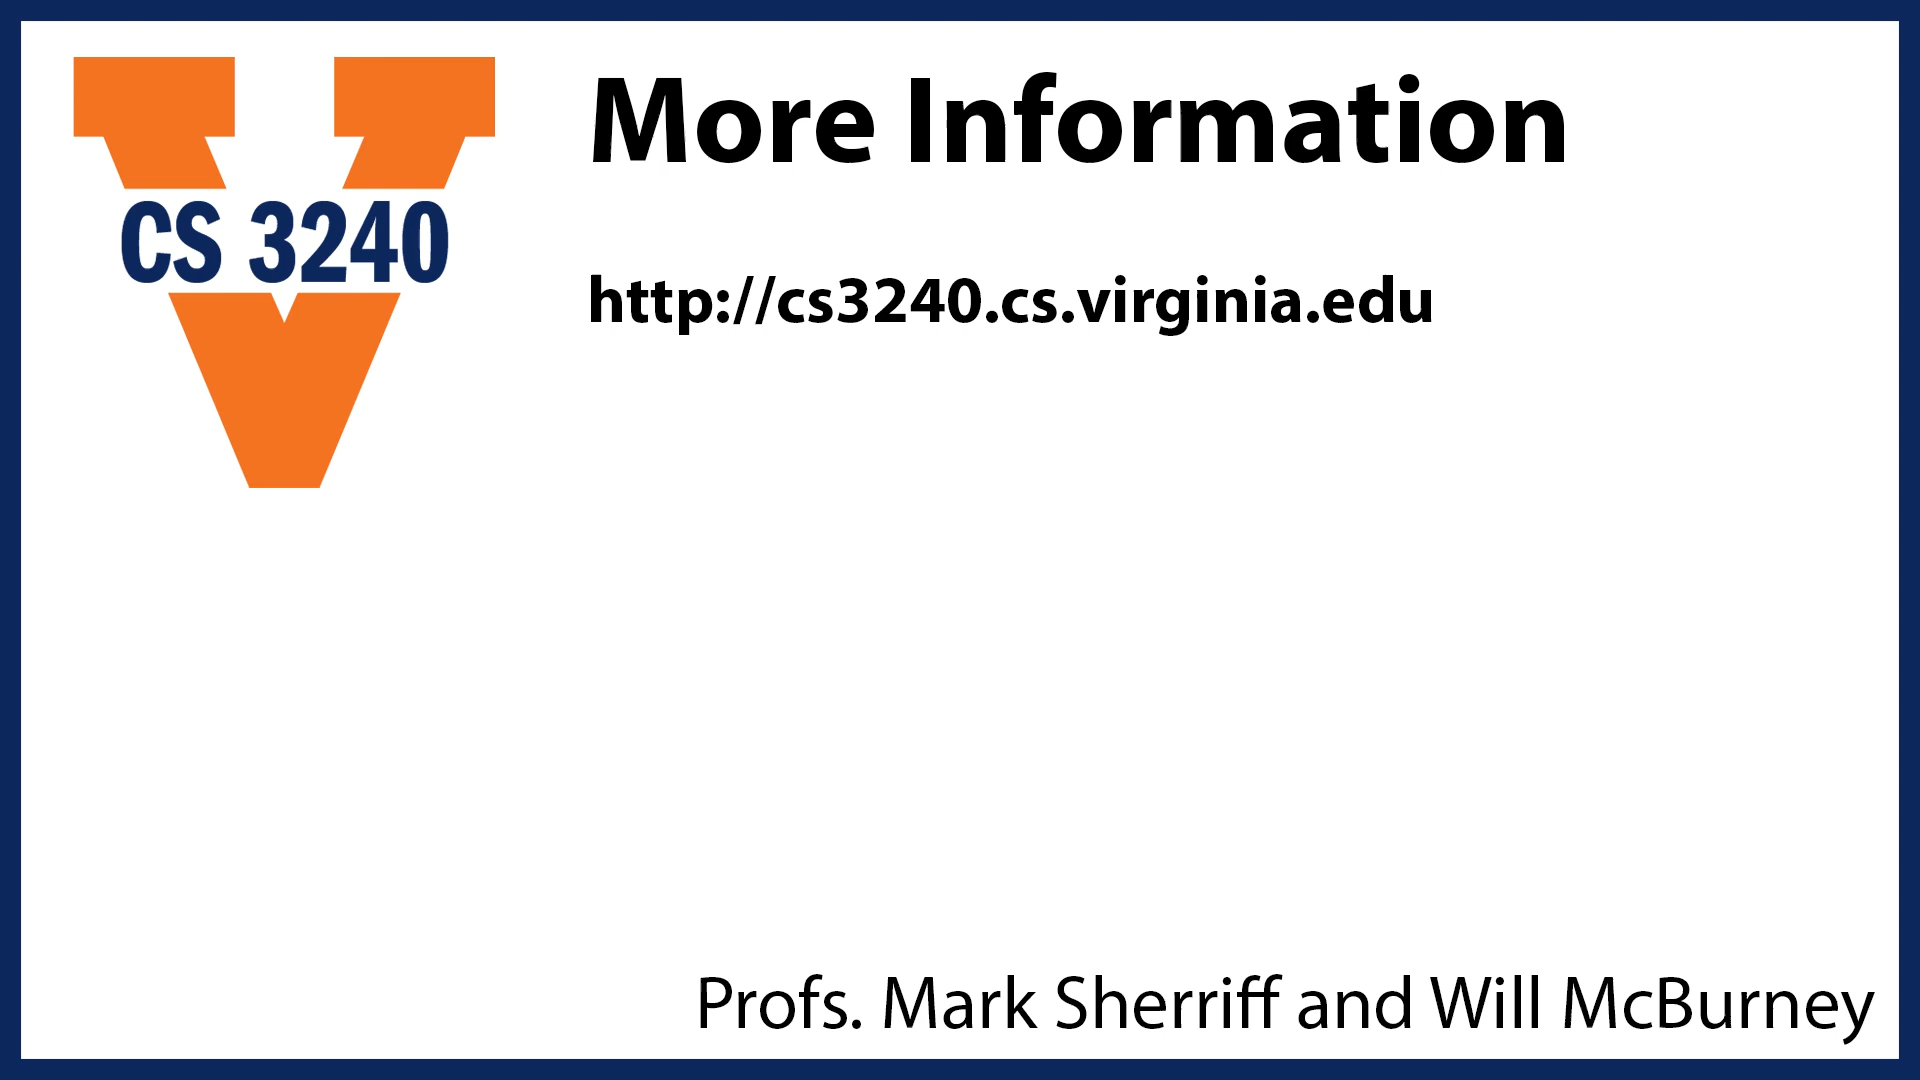 More Information
CS 3240
http://cs3240.cs.virginia.edu
Profs. Mark Sherriff and Will McBurney